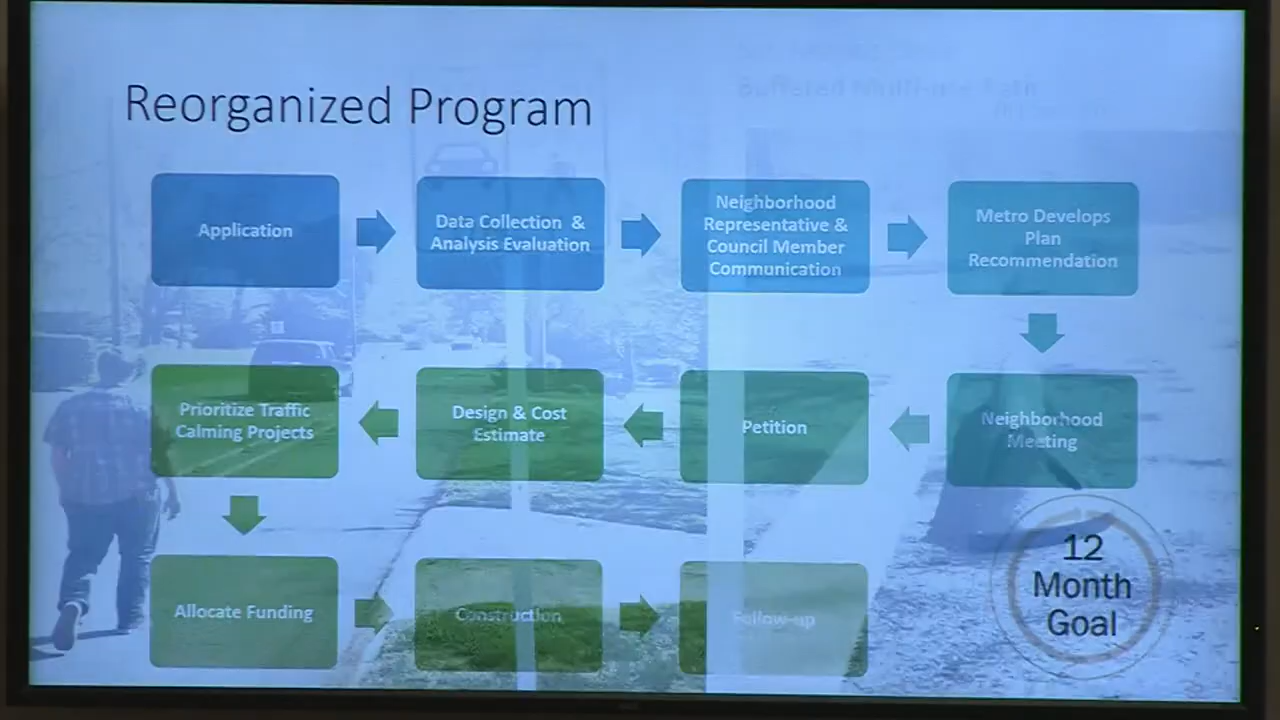 Reorganized Program
Application
Data Collection &
Analysis Evaluation
Neighborhood
Representative &
Council Member
Communication
Metro Develops
Plan
Recommendation
Neighborhood
Meeting
Petition
Design & Cost
Estimate
Prioritize Traffic
Calming Projects
Allocate Funding
Construction
Follow-up
12
Month
Goal